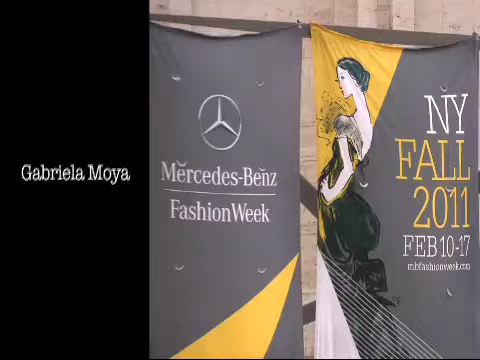 Gabriela Moya
Mercedes-Benz
FashionWeek
NY
FALL
2011
FEB 10-17
mbfashionweek.com